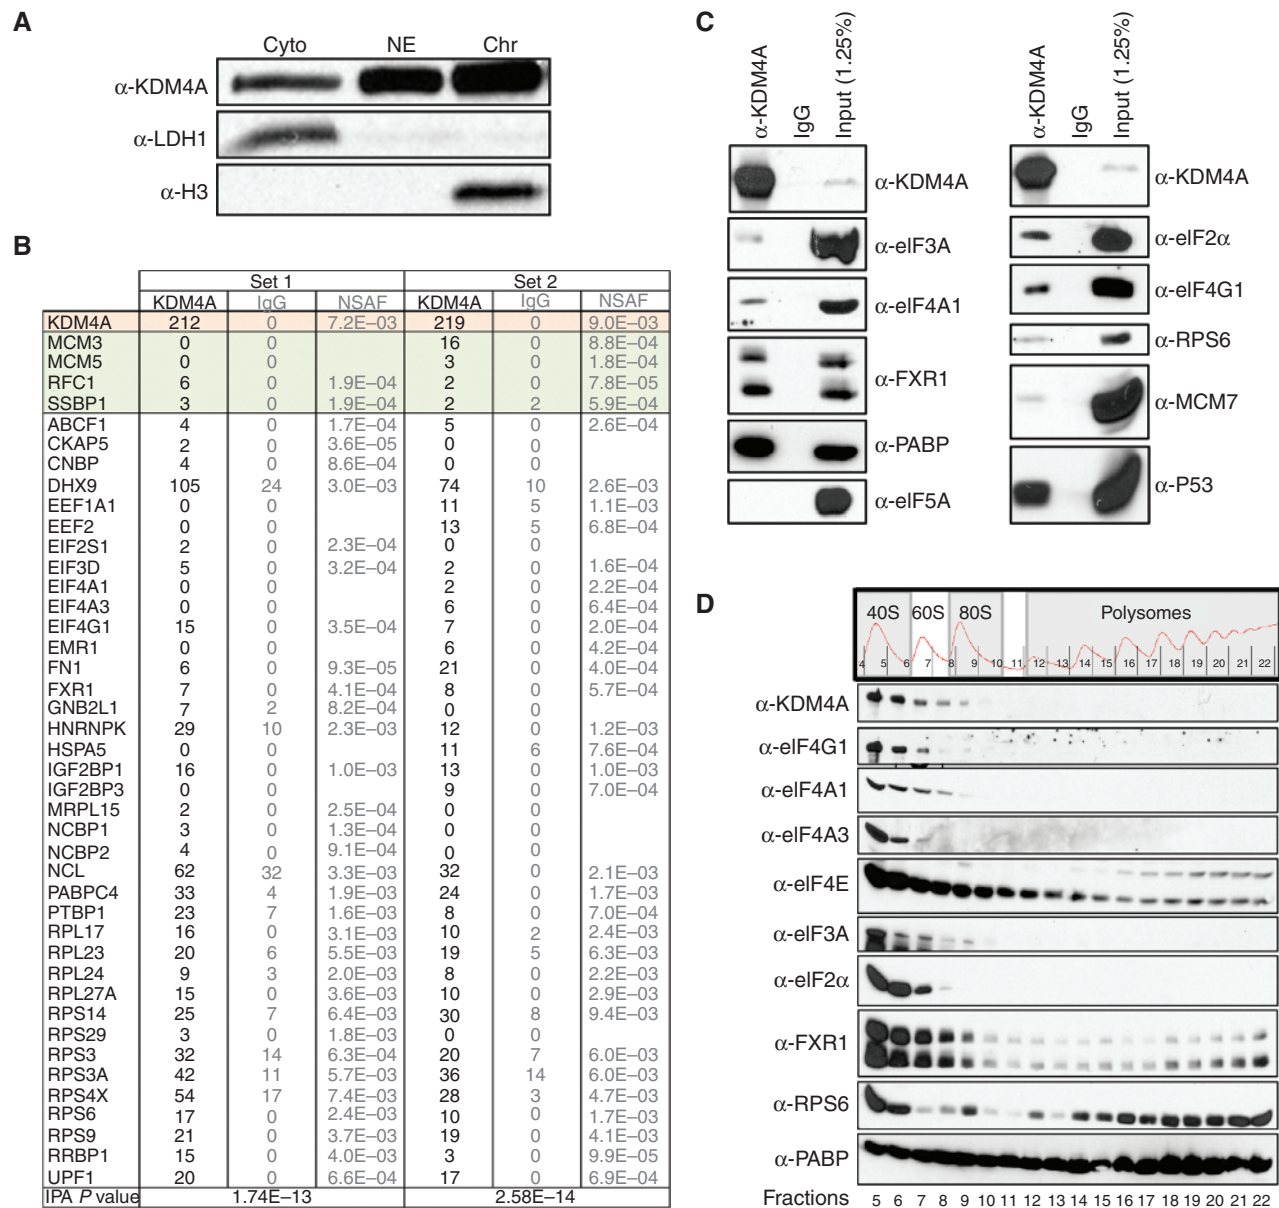 A
Cyto NE Chr
α-KDM4A
α-LDH1
α-H3
B
Set 1 Set 2
KDM4A IgG NSAF KDM4A IgG NSAF
KDM4A 212 0 7.2E–03 219 0 9.0E–03
MCM3 0 0 16 0 8.8E–04
MCM5 0 0 3 0 1.8E–04
RFC1 6 0 1.9E–04 2 0 7.8E–05
SSBP1 3 0 1.9E–04 2 2 5.9E–04
ABCF1 4 0 1.7E–04 5 0 2.6E–04
CKAP5 2 0 3.6E–05 0 0
CNBP 4 0 8.6E–04 0 0
DHX9 105 24 3.0E–03 74 10 2.6E–03
EEF1A1 0 0 11 5 1.1E–03
EEF2 0 0 13 5 6.8E–04
EIF2S1 2 0 2.3E–04 0 0
EIF3D 5 0 3.2E–04 2 0 1.6E–04
EIF4A1 0 0 2 0 2.2E–04
EIF4A3 0 0 6 0 6.4E–04
EIF4G1 15 0 3.5E–04 7 0 2.0E–04
EMR1 0 0 6 0 4.2E–04
FN1 6 0 9.3E–05 21 0 4.0E–04
FXR1 7 0 4.1E–04 8 0 5.7E–04
GNB2L1 7 2 8.2E–04 0 0
HNRNPK 29 10 2.3E–03 12 0 1.2E–03
HSPA5 0 0 11 6 7.6E–04
IGF2BP1 16 0 1.0E–03 13 0 1.0E–03
IGF2BP3 0 0 9 0 7.0E–04
MRPL15 2 0 2.5E–04 0 0
NCBP1 3 0 1.3E–04 0 0
NCBP2 4 0 9.1E–04 0 0
NCL 62 32 3.3E–03 32 0 2.1E–03
PABPC4 33 4 1.9E–03 24 0 1.7E–03
PTBP1 23 7 1.6E–03 8 0 7.0E–04
RPL17 16 0 3.1E–03 10 2 2.4E–03
RPL23 20 6 5.5E–03 19 5 6.3E–03
RPL24 9 3 2.0E–03 8 0 2.2E–03
RPL27A 15 0 3.6E–03 10 0 2.9E–03
RPS14 25 7 6.4E–03 30 8 9.4E–03
RPS29 3 0 1.8E–03 0 0
RPS3 32 14 6.3E–04 20 7 6.0E–03
RPS3A 42 11 5.7E–03 36 14 6.0E–03
RPS4X 54 17 7.4E–03 28 3 4.7E–03
RPS6 17 0 2.4E–03 10 0 1.7E–03
RPS9 21 0 3.7E–03 19 0 4.1E–03
RRBP1 15 0 4.0E–03 3 0 9.9E–05
UPF1 20 0 6.6E–04 17 0 6.9E–04
IPA P value 1.74E–13 2.58E–14
C
α-KDM4A IgG Input (1.25%)
α-KDM4A
α-eIF3A
α-eIF4A1
α-FXR1
α-PABP
α-eIF5A
α-KDM4A IgG Input (1.25%)
α-KDM4A
α-eIF2α
α-eIF4G1
α-RPS6
α-MCM7
α-P53
D
40S 60S 80S Polysomes
4 5 6 7 8 9 10 11 12 13 14 15 16 17 18 19 20 21 22
α-KDM4A
α-eIF4G1
α-eIF4A1
α-eIF4A3
α-eIF4E
α-eIF3A
α-eIF2α
α-FXR1
α-RPS6
α-PABP
Fractions 5 6 7 8 9 10 11 12 13 14 15 16 17 18 19 20 21 22